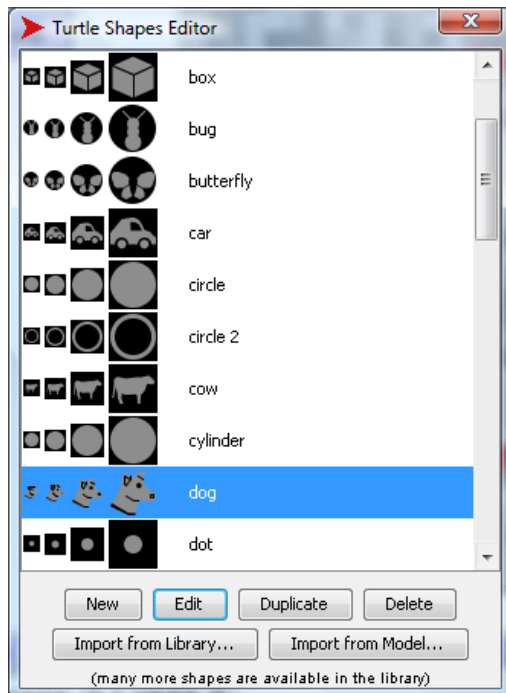 Turtle Shapes Editor
box
bug
butterfly
car
circle
circle 2
cow
cylinder
dog
dot
New Edit Duplicate Delete
Import from Library... Import from Model...
(many more shapes are available in the library)